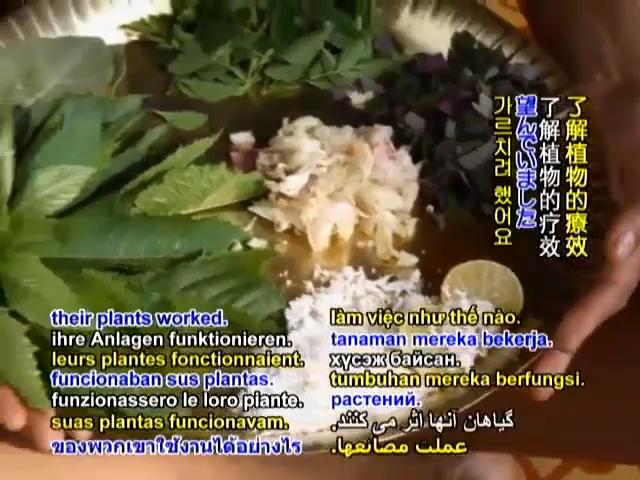 了解植物的療效
了解植物的疗效
望んでいました
가르치려 했어요
their plants worked.
ihre Anlagen funktionieren.
leurs plantes fonctionnaient.
funcionaban sus plantas.
funzionassero le loro piante.
suas plantas funcionavam.
ของพวกเขาใช้งานได้อย่างไร
làm việc như thế nào.
tanaman mereka bekerja.
хүсэж байсан.
tumbuhan mereka berfungsi.
растений.
گیاهان آنها اثر می کنند.
عملت مصانعها.